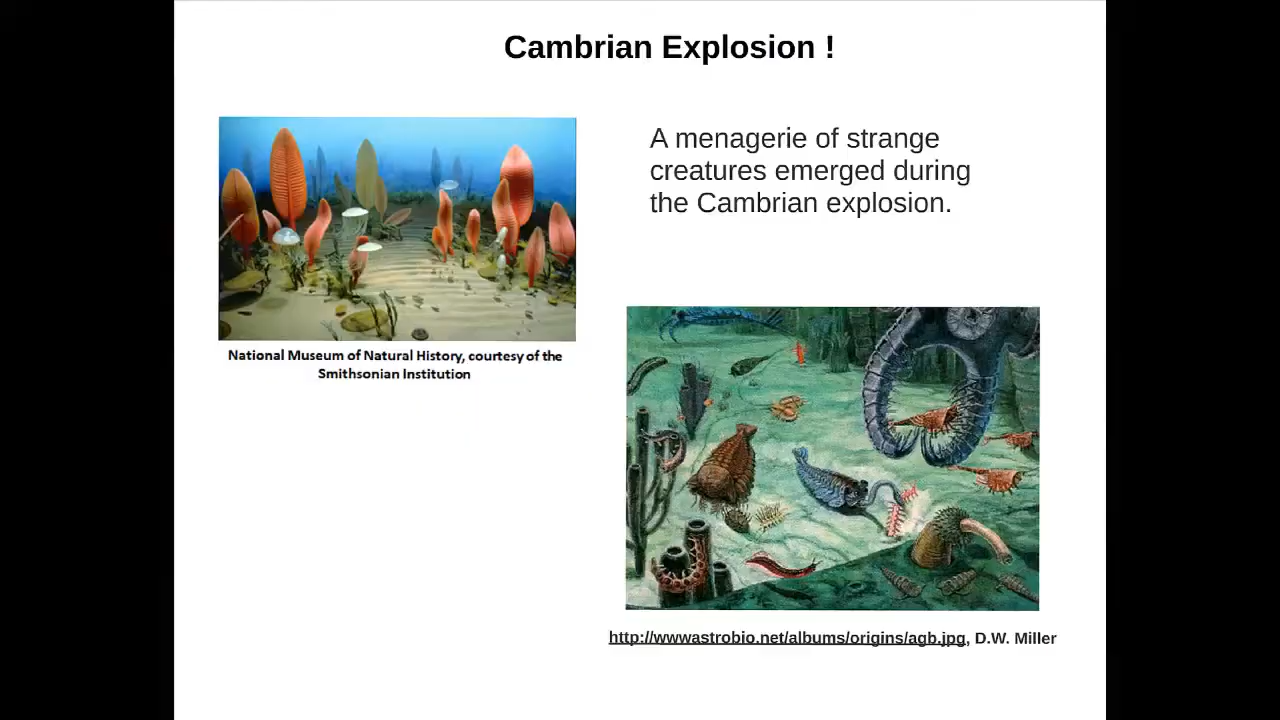 Cambrian Explosion !
A menagerie of strange
creatures emerged during
the Cambrian explosion.
National Museum of Natural History, courtesy of the
Smithsonian Institution
http://wwwastrobio.net/albums/origins/agb.jpg, D.W. Miller